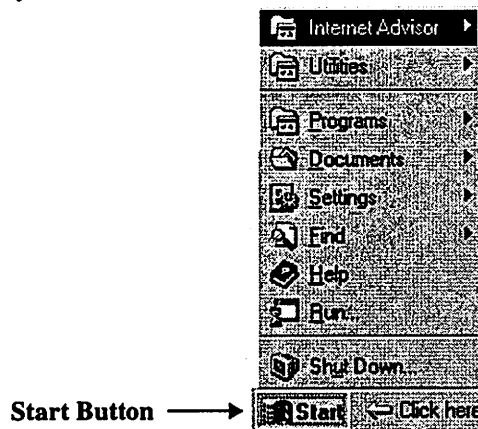 Internet Advisor
Utilities
Programs
Documents
Settings
Find
Help
Run...
Shut Down...
Start Button Start Click here